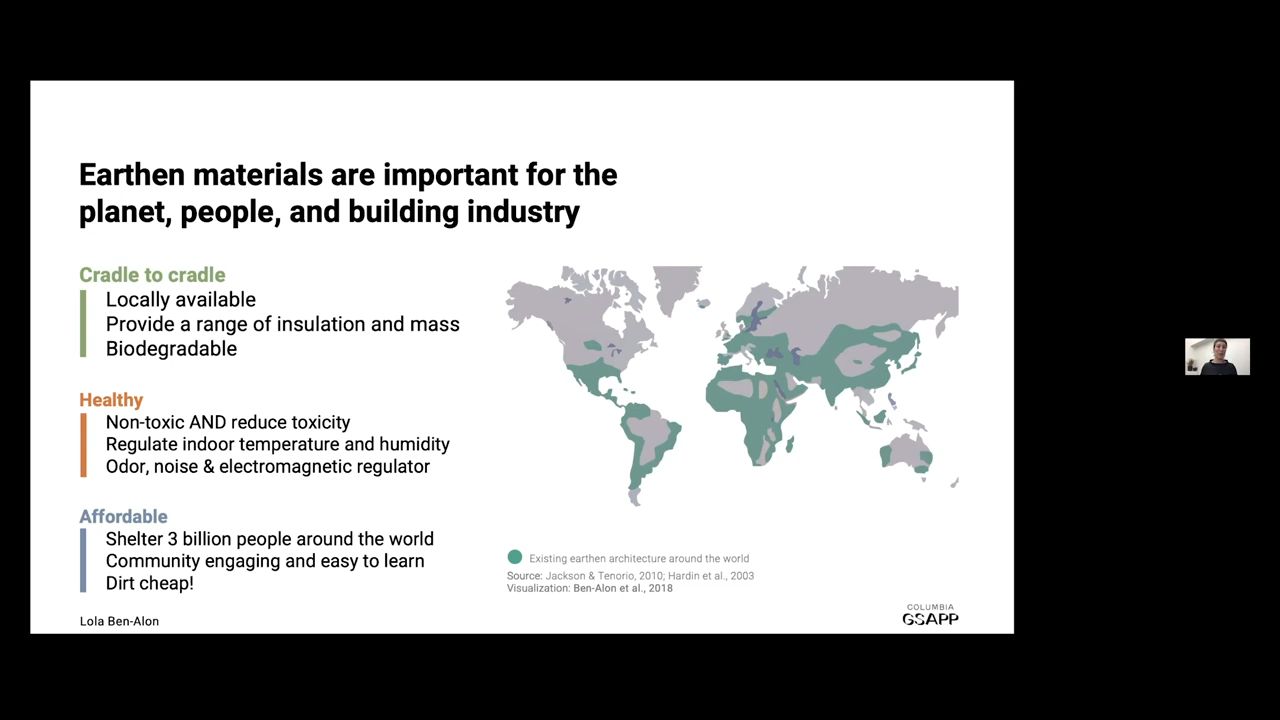 Earthen materials are important for the
planet, people, and building industry
Cradle to cradle
Locally available
Provide a range of insulation and mass
Biodegradable
Healthy
Non-toxic AND reduce toxicity
Regulate indoor temperature and humidity
Odor, noise & electromagnetic regulator
Affordable
Shelter 3 billion people around the world
Community engaging and easy to learn
Dirt cheap!
Existing earthen architecture around the world
Source: Jackson & Tenorio, 2010; Hardin et al., 2003
Visualization: Ben-Alon et al., 2018
Lola Ben-Alon
COLUMBIA
GSAPP